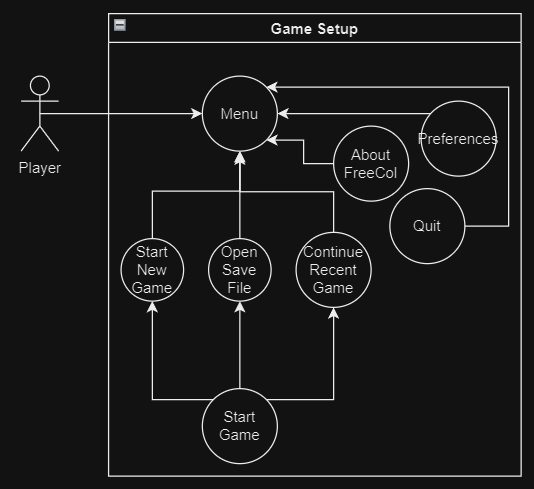 Game Setup
Menu
Player
About
FreeCol
Preferences
Quit
Start
New
Game
Open
Save
File
Continue
Recent
Game
Start
Game